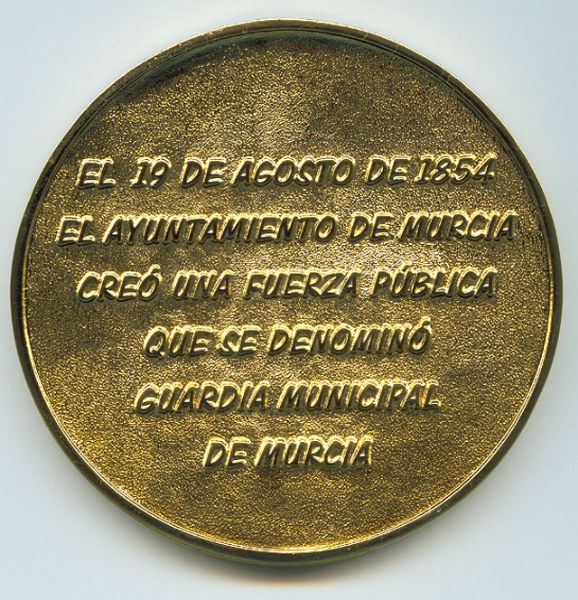 EL 19 DE AGOSTO DE 1854
EL AYUNTAMIENTO DE MURCIA
CREÓ UNA FUERZA PÚBLICA
QUE SE DENOMINÓ
GUARDIA MUNICIPAL
DE MURCIA